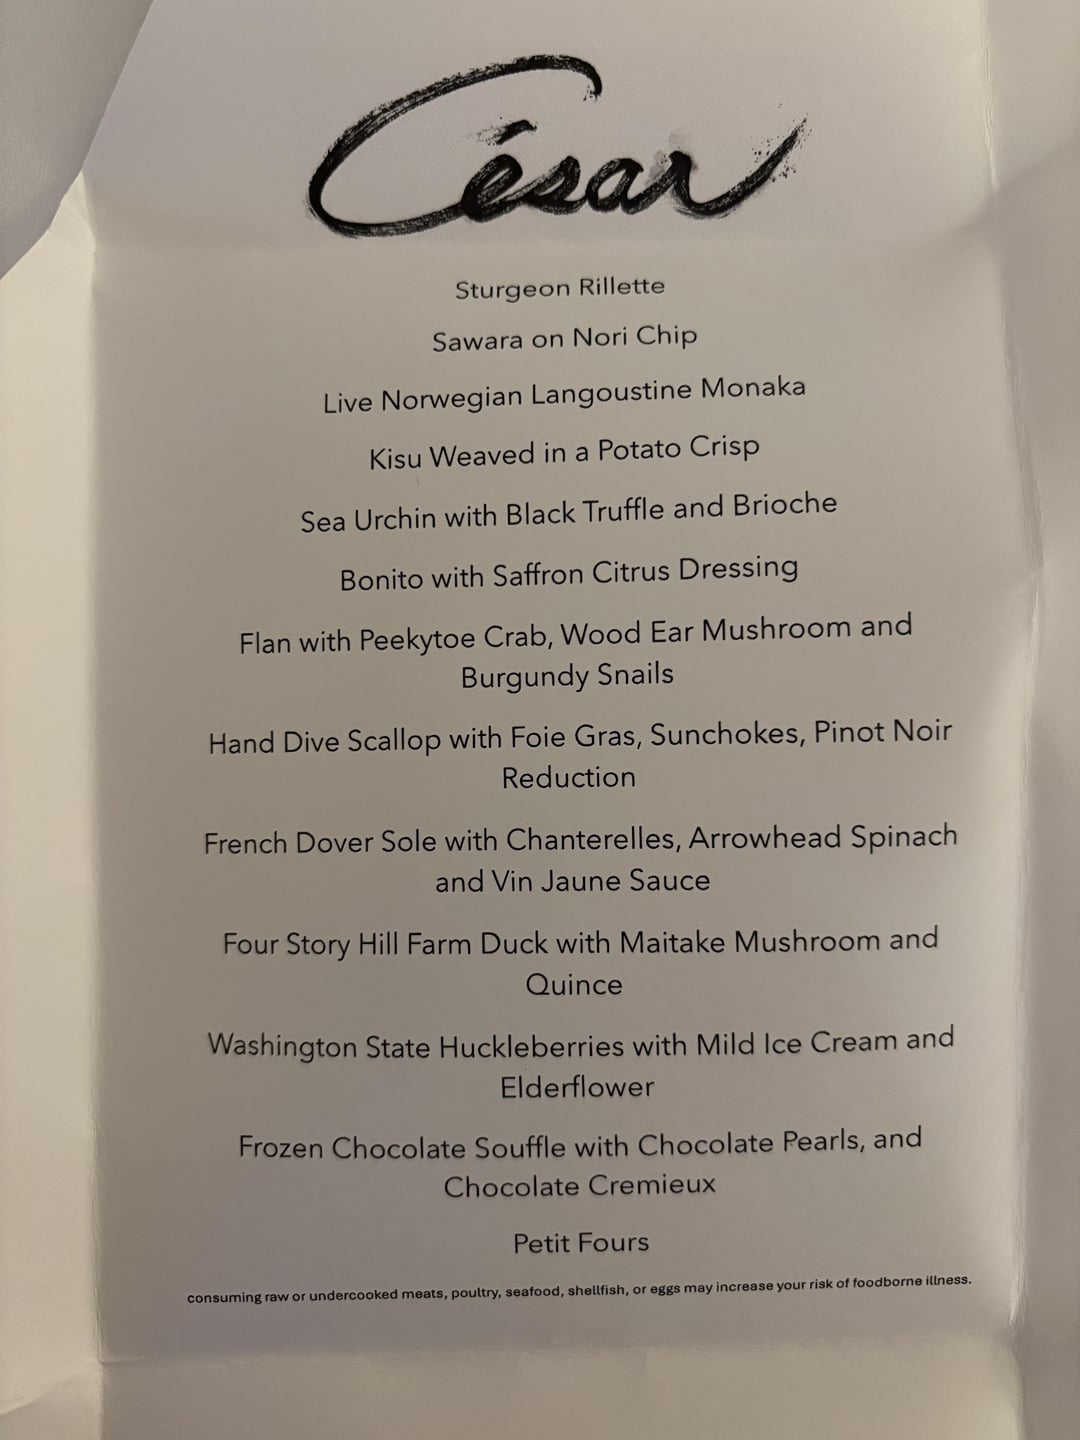 César
Sturgeon Rillette
Sawara on Nori Chip
Live Norwegian Langoustine Monaka
Kisu Weaved in a Potato Crisp
Sea Urchin with Black Truffle and Brioche
Bonito with Saffron Citrus Dressing
Flan with Peekytoe Crab, Wood Ear Mushroom and
Burgundy Snails
Hand Dive Scallop with Foie Gras, Sunchokes, Pinot Noir
Reduction
French Dover Sole with Chanterelles, Arrowhead Spinach
and Vin Jaune Sauce
Four Story Hill Farm Duck with Maitake Mushroom and
Quince
Washington State Huckleberries with Mild Ice Cream and
Elderflower
Frozen Chocolate Souffle with Chocolate Pearls, and
Chocolate Cremieux
Petit Fours
consuming raw or undercooked meats, poultry, seafood, shellfish, or eggs may increase your risk of foodborne illness.